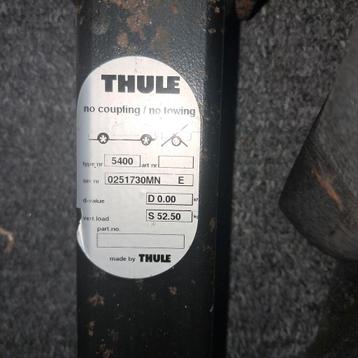 THULE
no coupling / no towing
type nr 5400 art nr
ser nr 0251730MN E
d-value D 0.00
vert.load S 52.50
part.no.
made by THULE